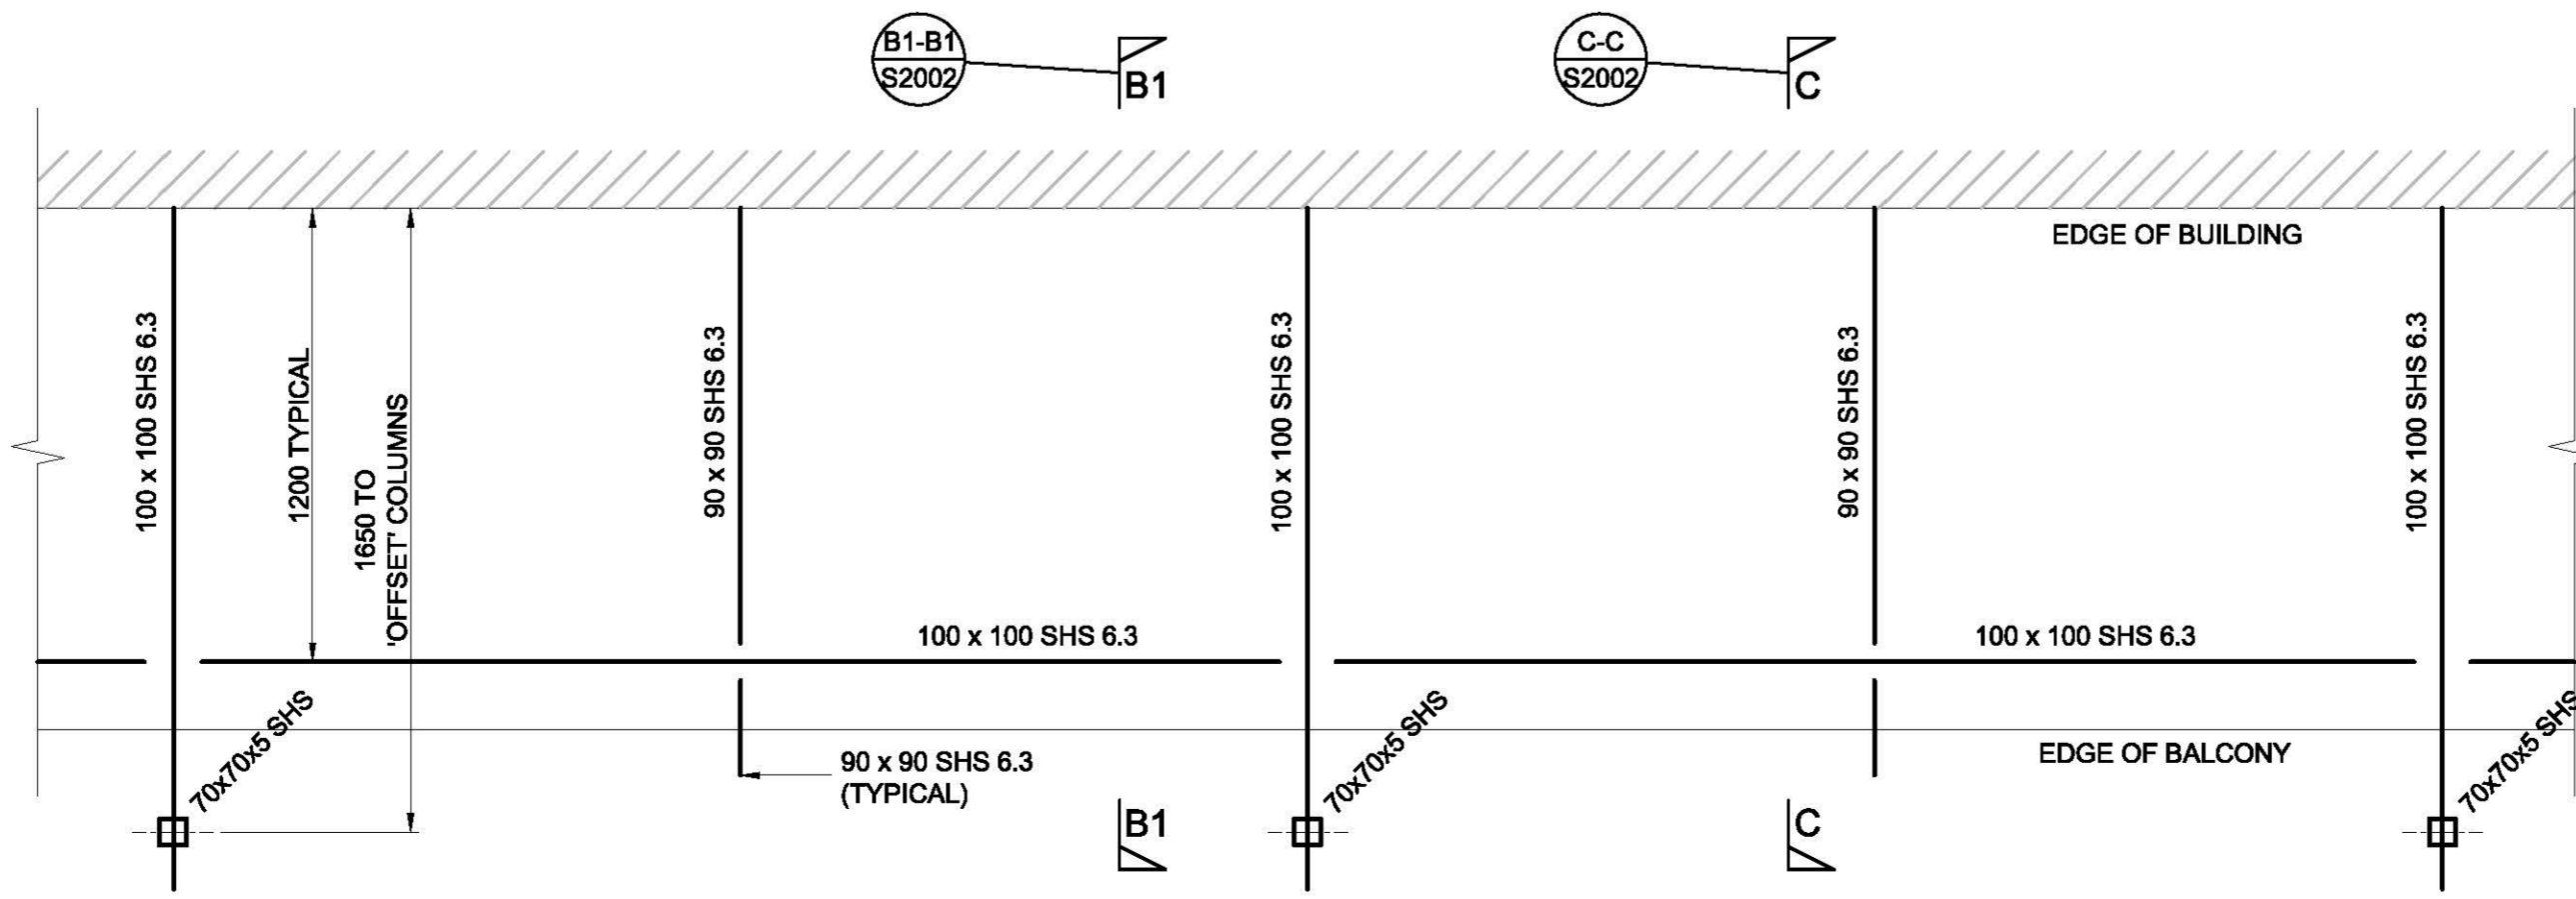 B1-B1
S2002
B1
C-C
S2002
C
EDGE OF BUILDING
100 x 100 SHS 6.3
1200 TYPICAL
1650 TO
'OFFSET' COLUMNS
90 x 90 SHS 6.3
100 x 100 SHS 6.3
90 x 90 SHS 6.3
100 x 100 SHS 6.3
100 x 100 SHS 6.3
100 x 100 SHS 6.3
70x70x5 SHS
70x70x5 SHS
70x70x5 SHS
90 x 90 SHS 6.3
(TYPICAL)
EDGE OF BALCONY
B1
C